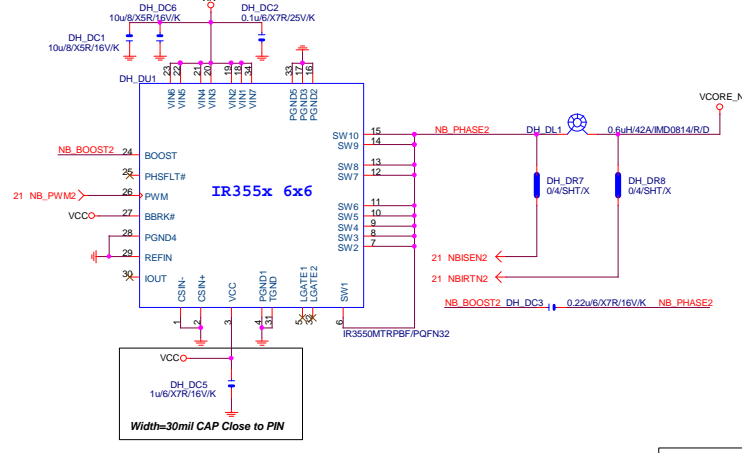 DH_DC6
10u/8/X5R/16V/K
DH_DC2
0.1u/6/X7R/25V/K
DH_DC1
10u/8/X5R/16V/K
DH_DU1
23 22 21 20 19 18 34 33 17 16
VIN6 VIN5 VIN4 VIN3 VIN2 VIN1 VIN7 PGND5 PGND3 PGND2
VCORE_N
SW10 15 NB_PHASE2 DH_DL1 0.6uH/42A/IMD0814/R/D
SW9 14
NB_BOOST2 24 BOOST
SW8 13
25 PHSFLT#
SW7 12
DH_DR7
0/4/SHT/X
DH_DR8
0/4/SHT/X
IR355x 6x6
21 NB_PWM2 26 PWM
SW6 11
VCC 27 BBRK#
SW5 10
SW4 9
28 PGND4
SW3 8
SW2 7
29 REFIN
21 NBISEN2
30 IOUT
21 NBIRTN2
CSIN- CSIN+ VCC PGND1 TGND LGATE1 LGATE2 SW1
1 2 3 4 31 5 32 6
NB_BOOST2 DH_DC3 0.22u/6/X7R/16V/K NB_PHASE2
IR3550MTRPBF/PQFN32
VCC
DH_DC5
1u/6/X7R/16V/K
Width=30mil CAP Close to PIN